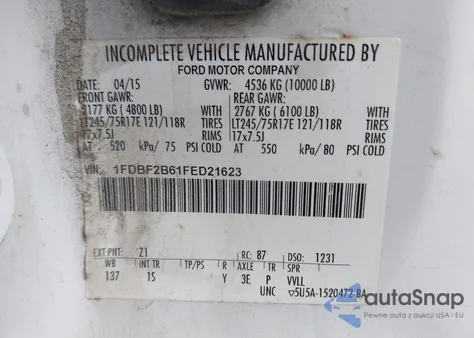 INCOMPLETE VEHICLE MANUFACTURED BY
FORD MOTOR COMPANY
DATE: 04/15 GVWR: 4536 KG (10000 LB)
FRONT GAWR: REAR GAWR:
2177 KG ( 4800 LB) WITH 2767 KG ( 6100 LB) WITH
LT245/75R17E 121/118R TIRES LT245/75R17E 121/118R TIRES
17x7.5J RIMS 17x7.5J RIMS
AT 520 kPa/ 75 PSI COLD AT 550 kPa/ 80 PSI COLD
VIN: 1FDBF2B61FED21623
EXT PNT: Z1 RC: 87 DSO: 1231
WB INT TR TP/PS R AXLE TR SPR
137 15 Y 3E P VVLL
UNC 5U5A-1520472-BA
autoSnap
Pewne auto z USA i EU